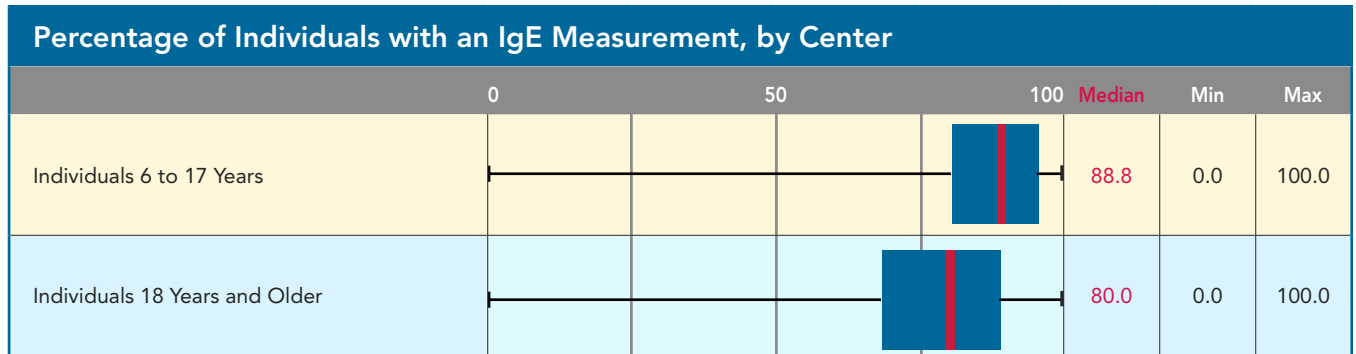 Percentage of Individuals with an IgE Measurement, by Center
0 50 100 Median Min Max
Individuals 6 to 17 Years 88.8 0.0 100.0
Individuals 18 Years and Older 80.0 0.0 100.0